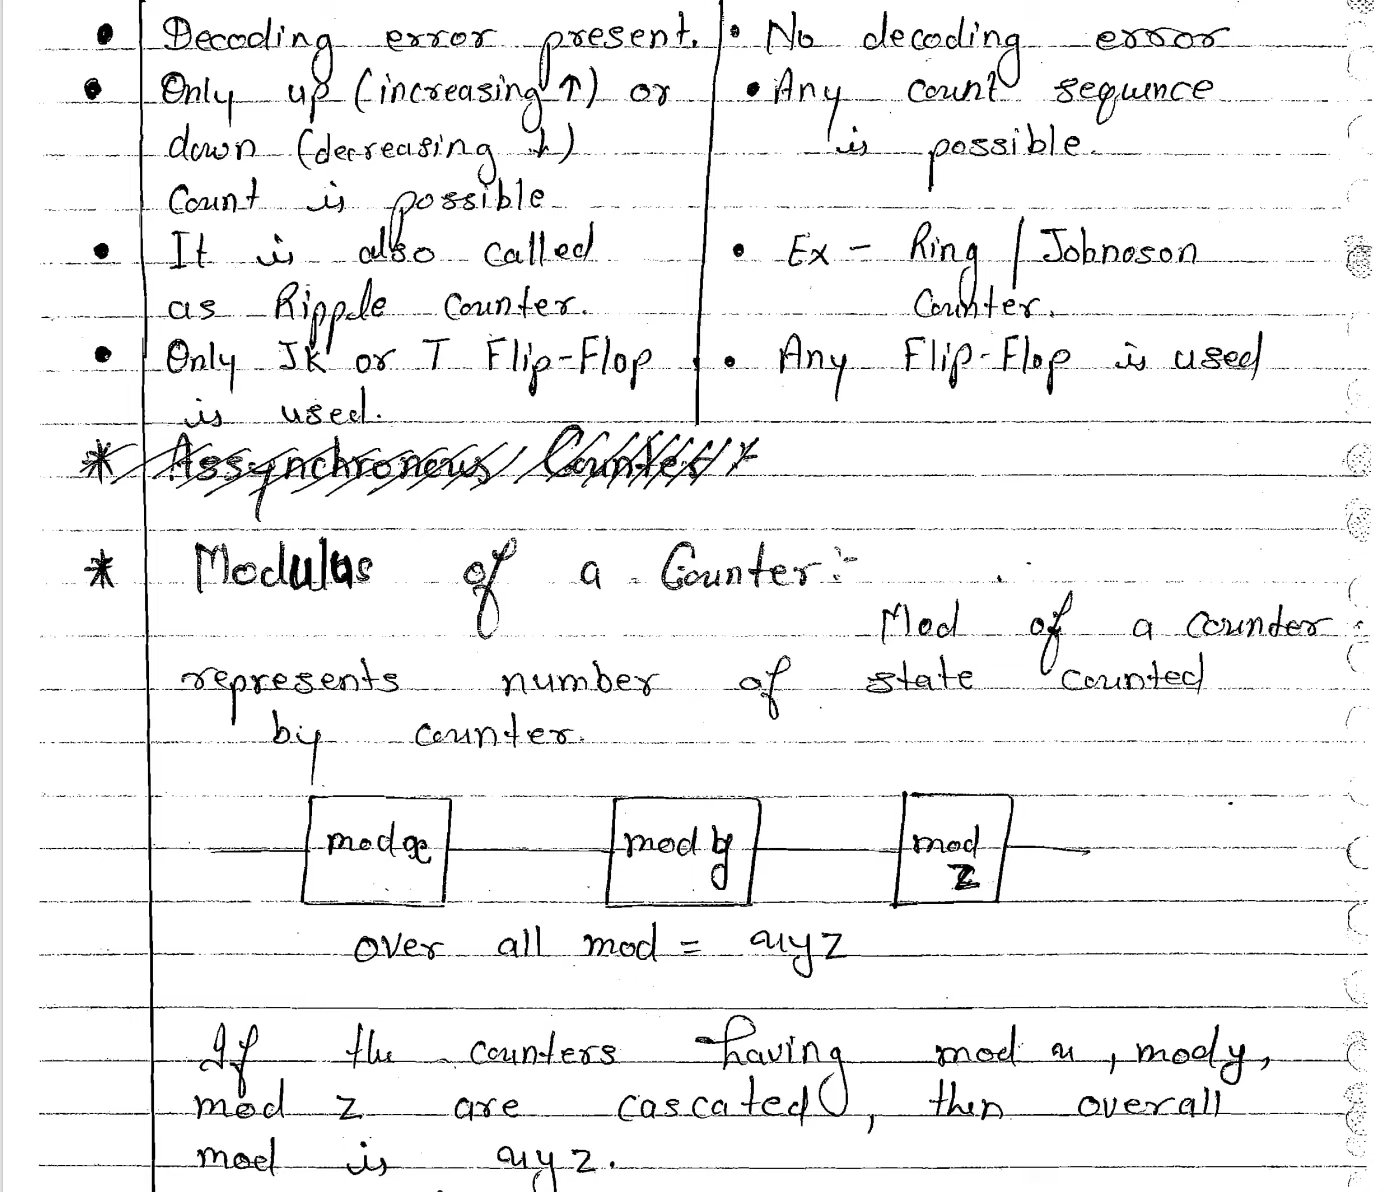 • Decoding error present. • No decoding error
• Only up (increasing ↑) or • Any count sequence
down (decreasing ↓) is possible.
Count is possible
• It is also called • Ex - Ring / Johnoson
as Ripple Counter. Counter.
• Only JK or T Flip-Flop • Any Flip-Flop is used
is used.
* Assynchronous Counter *
* Modulus of a Counter :-
Mod of a counder
represents number of state counted
by counter.
mod x mod y mod
z
over all mod = xyz
If the counters having mod x, mod y,
mod z are cascated, then overall
mod is xyz.